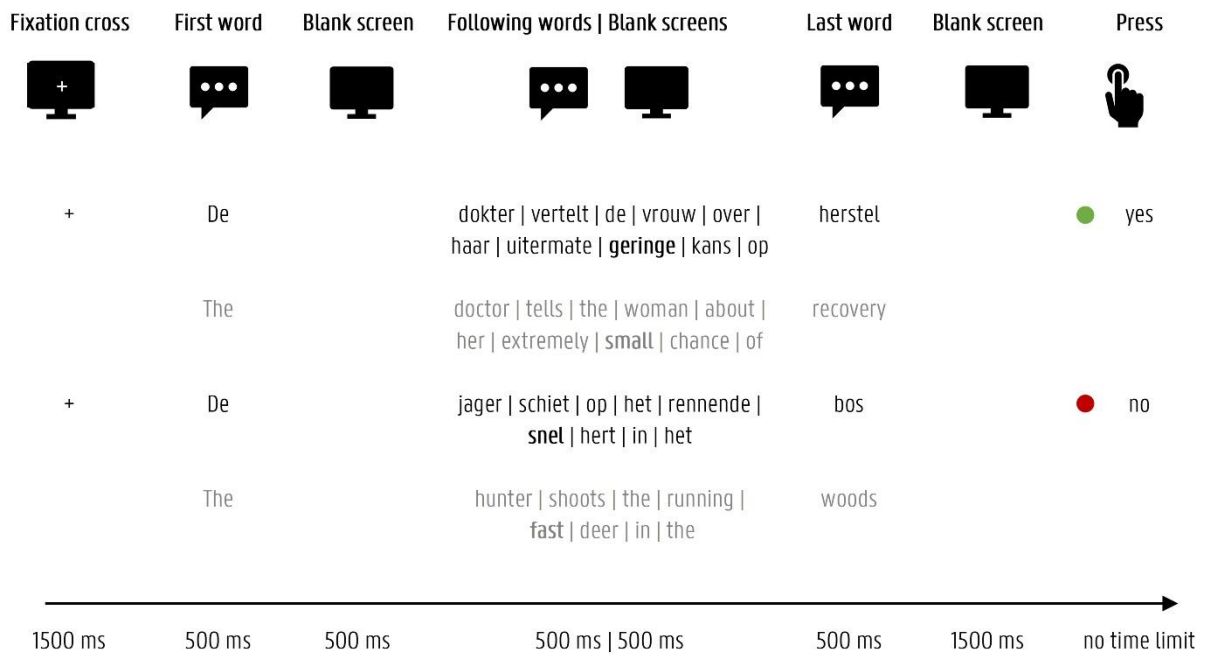 Fixation cross First word Blank screen Following words | Blank screens Last word Blank screen Press
+ De dokter | vertelt | de | vrouw | over | herstel yes
haar | uitermate | geringe | kans | op
The doctor | tells | the | woman | about | recovery
her | extremely | small | chance | of
+ De jager | schiet | op | het | rennende | bos no
snel | hert | in | het
The hunter | shoots | the | running | woods
fast | deer | in | the
1500 ms 500 ms 500 ms 500 ms | 500 ms 500 ms 1500 ms no time limit